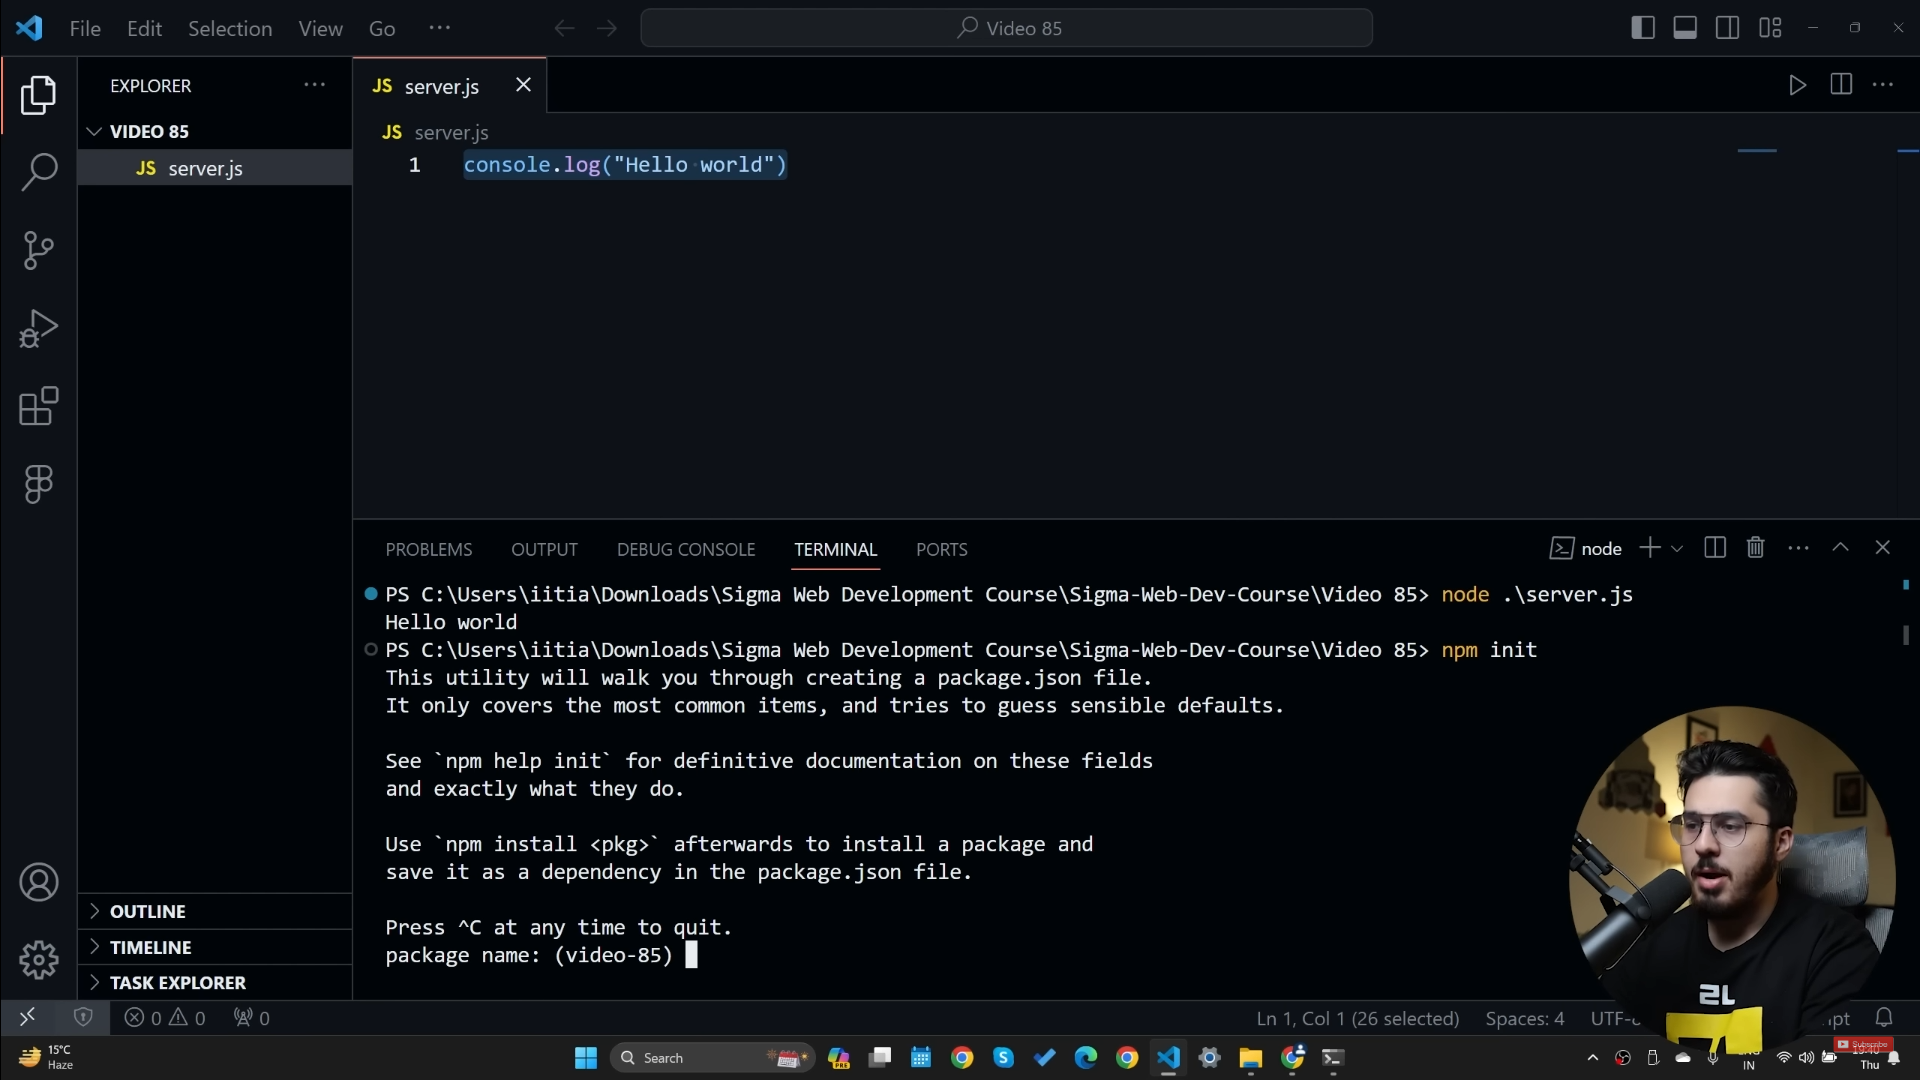 File Edit Selection View Go ···
Video 85
EXPLORER ···
VIDEO 85
JS server.js
JS server.js
JS server.js
1 console.log("Hello world")
PROBLEMS OUTPUT DEBUG CONSOLE TERMINAL PORTS
node
PS C:\Users\iitia\Downloads\Sigma Web Development Course\Sigma-Web-Dev-Course\Video 85> node .\server.js
Hello world
PS C:\Users\iitia\Downloads\Sigma Web Development Course\Sigma-Web-Dev-Course\Video 85> npm init
This utility will walk you through creating a package.json file.
It only covers the most common items, and tries to guess sensible defaults.
See `npm help init` for definitive documentation on these fields
and exactly what they do.
Use `npm install <pkg>` afterwards to install a package and
save it as a dependency in the package.json file.
Press ^C at any time to quit.
package name: (video-85)
OUTLINE
TIMELINE
TASK EXPLORER
0 0 0
Ln 1, Col 1 (26 selected) Spaces: 4 UTF-
15°C
Haze
Search
PRE
IN
Subscribe
Thu